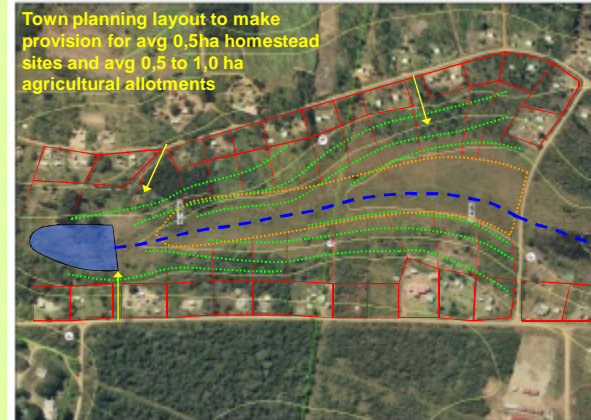 Town planning layout to make
provision for avg 0,5ha homestead
sites and avg 0,5 to 1,0 ha
agricultural allotments